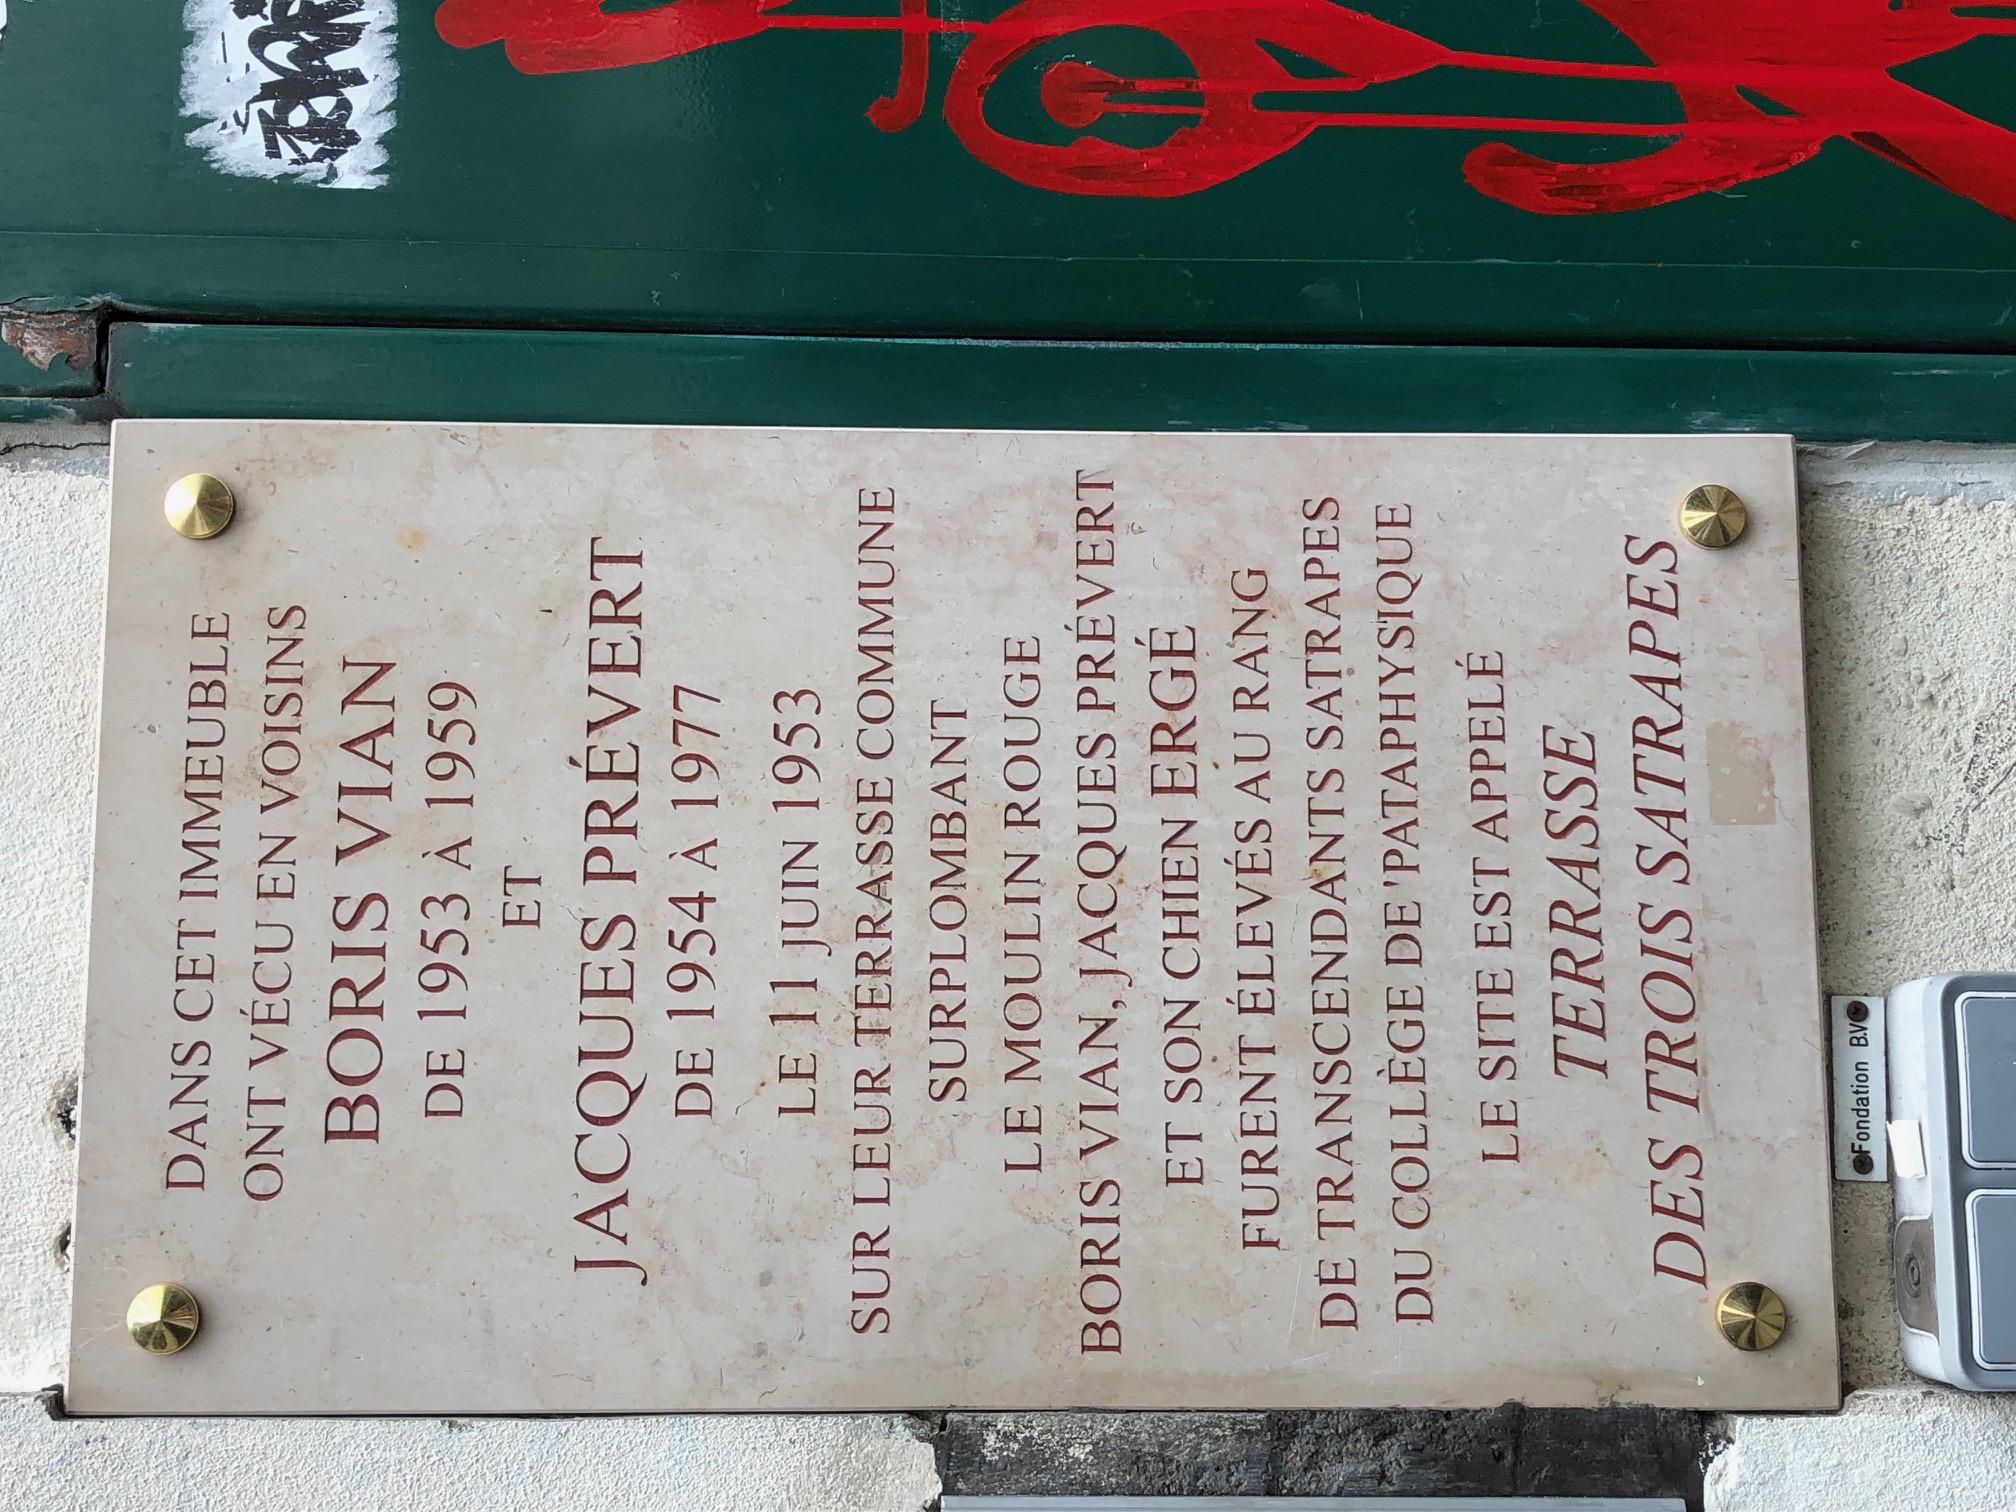 DANS CET IMMEUBLE
ONT VÉCU EN VOISINS
BORIS VIAN
DE 1953 À 1959
ET
JACQUES PRÉVERT
DE 1954 À 1977
LE 11 JUIN 1953
SUR LEUR TERRASSE COMMUNE
SURPLOMBANT
LE MOULIN ROUGE
BORIS VIAN, JACQUES PRÉVERT
ET SON CHIEN ERGÉ
FURENT ÉLEVÉS AU RANG
DE TRANSCENDANTS SATRAPES
DU COLLÈGE DE 'PATAPHYSIQUE
LE SITE EST APPELÉ
TERRASSE
DES TROIS SATRAPES
Fondation B.V